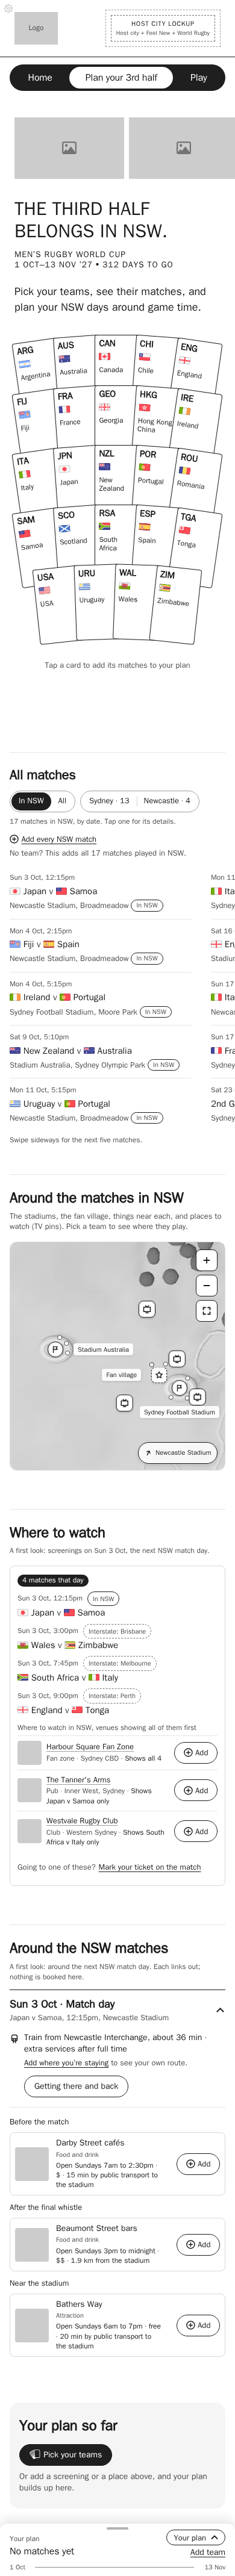 Logo
HOST CITY LOCKUP
Host city + Feel New + World Rugby
Home
Plan your 3rd half
Play
THE THIRD HALF
BELONGS IN NSW.
MEN'S RUGBY WORLD CUP
1 OCT–13 NOV '27 • 312 DAYS TO GO
Pick your teams, see their matches, and
plan your NSW days around game time.
ARG
Argentina
AUS
Australia
CAN
Canada
CHI
Chile
ENG
England
FIJ
Fiji
FRA
France
GEO
Georgia
HKG
Hong Kong
China
IRE
Ireland
ITA
Italy
JPN
Japan
NZL
New
Zealand
POR
Portugal
ROU
Romania
SAM
Samoa
SCO
Scotland
RSA
South
Africa
ESP
Spain
TGA
Tonga
USA
USA
URU
Uruguay
WAL
Wales
ZIM
Zimbabwe
Tap a card to add its matches to your plan
All matches
In NSW
All
Sydney · 13
Newcastle · 4
17 matches in NSW, by date. Tap one for its details.
Add every NSW match
No team? This adds all 17 matches played in NSW.
Sun 3 Oct, 12:15pm
Japan v Samoa
Newcastle Stadium, Broadmeadow In NSW
Mon 4 Oct, 2:15pm
Fiji v Spain
Newcastle Stadium, Broadmeadow In NSW
Mon 4 Oct, 5:15pm
Ireland v Portugal
Sydney Football Stadium, Moore Park In NSW
Sat 9 Oct, 5:10pm
New Zealand v Australia
Stadium Australia, Sydney Olympic Park In NSW
Mon 11 Oct, 5:15pm
Uruguay v Portugal
Newcastle Stadium, Broadmeadow In NSW
Mon 11
Ita
Sydney
Sat 16
Eng
Stadium
Sun 17
Ita
Newcas
Sun 17
Fra
Sydney
Sat 23
2nd G
Sydney
Swipe sideways for the next five matches.
Around the matches in NSW
The stadiums, the fan village, things near each, and places to
watch (TV pins). Pick a team to see where they play.
Stadium Australia
Fan village
Sydney Football Stadium
Newcastle Stadium
Where to watch
A first look: screenings on Sun 3 Oct, the next NSW match day.
4 matches that day
Sun 3 Oct, 12:15pm In NSW
Japan v Samoa
Sun 3 Oct, 3:00pm Interstate: Brisbane
Wales v Zimbabwe
Sun 3 Oct, 7:45pm Interstate: Melbourne
South Africa v Italy
Sun 3 Oct, 9:00pm Interstate: Perth
England v Tonga
Where to watch in NSW, venues showing all of them first
Harbour Square Fan Zone
Fan zone · Sydney CBD · Shows all 4
Add
The Tanner's Arms
Pub · Inner West, Sydney · Shows
Japan v Samoa only
Add
Westvale Rugby Club
Club · Western Sydney · Shows South
Africa v Italy only
Add
Going to one of these? Mark your ticket on the match
Around the NSW matches
A first look: around the next NSW match day. Each links out;
nothing is booked here.
Sun 3 Oct · Match day
Japan v Samoa, 12:15pm, Newcastle Stadium
Train from Newcastle Interchange, about 36 min ·
extra services after full time
Add where you're staying to see your own route.
Getting there and back
Before the match
Darby Street cafés
Food and drink
Open Sundays 7am to 2:30pm ·
$ · 15 min by public transport to
the stadium
Add
After the final whistle
Beaumont Street bars
Food and drink
Open Sundays 3pm to midnight ·
$$ · 1.9 km from the stadium
Add
Near the stadium
Bathers Way
Attraction
Open Sundays 6am to 7pm · free
· 20 min by public transport to
the stadium
Add
Your plan so far
Pick your teams
Or add a screening or a place above, and your plan
builds up here.
Your plan
No matches yet
Your plan
Add team
1 Oct
13 Nov